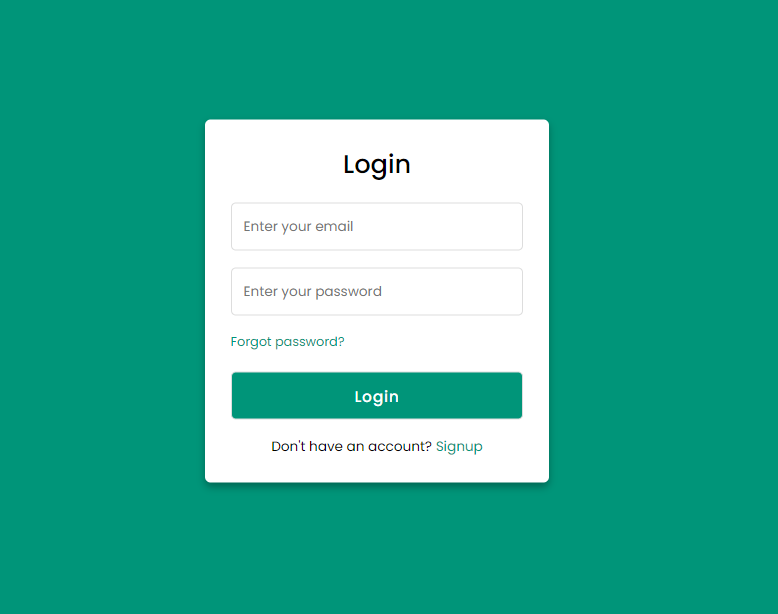 Login
Enter your email
Enter your password
Forgot password?
Login
Don't have an account? Signup